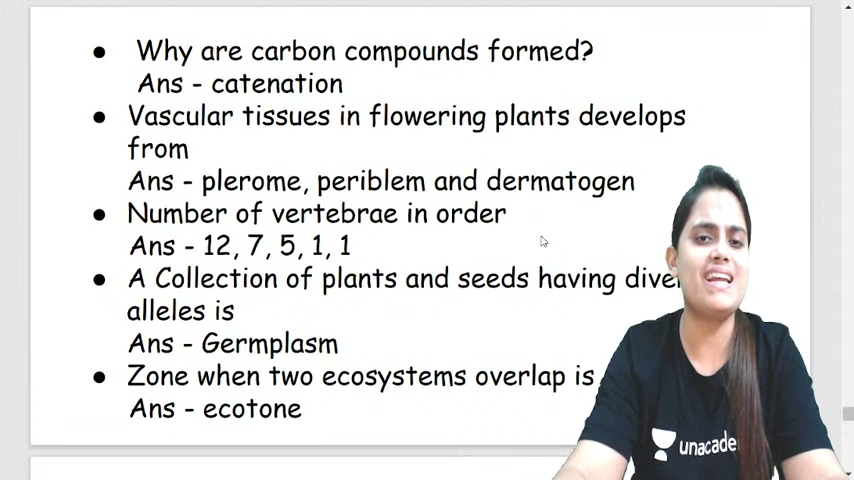 Why are carbon compounds formed?
Ans - catenation
Vascular tissues in flowering plants develops
from
Ans - plerome, periblem and dermatogen
Number of vertebrae in order
Ans - 12, 7, 5, 1, 1
A Collection of plants and seeds having
alleles is
Ans - Germplasm
Zone when two ecosystems overlap is
Ans - ecotone